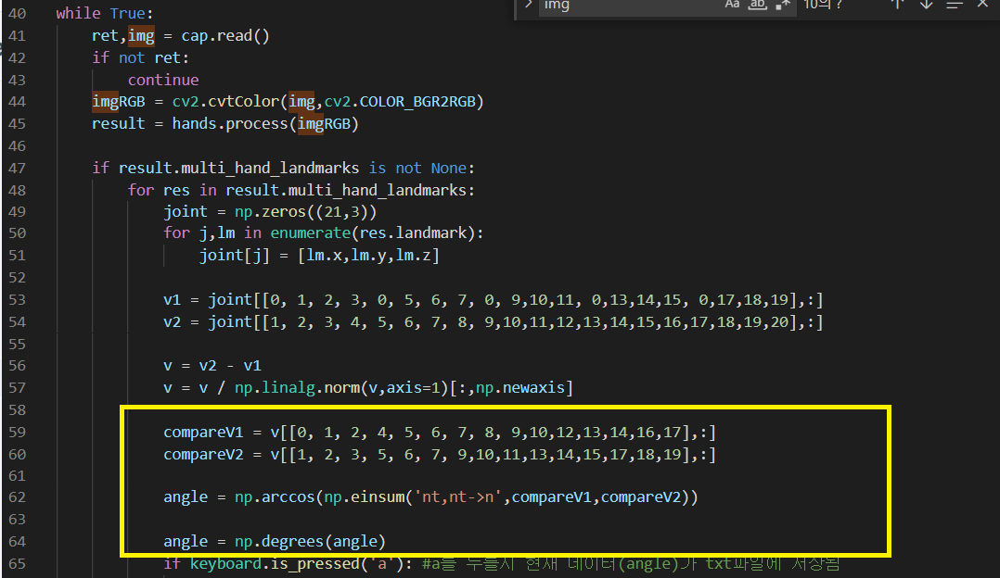 img
Aa ab .* 10의 ?
40 while True:
41 ret,img = cap.read()
42 if not ret:
43 continue
44 imgRGB = cv2.cvtColor(img,cv2.COLOR_BGR2RGB)
45 result = hands.process(imgRGB)
46
47 if result.multi_hand_landmarks is not None:
48 for res in result.multi_hand_landmarks:
49 joint = np.zeros((21,3))
50 for j,lm in enumerate(res.landmark):
51 joint[j] = [lm.x,lm.y,lm.z]
52
53 v1 = joint[[0, 1, 2, 3, 0, 5, 6, 7, 0, 9,10,11, 0,13,14,15, 0,17,18,19],:]
54 v2 = joint[[1, 2, 3, 4, 5, 6, 7, 8, 9,10,11,12,13,14,15,16,17,18,19,20],:]
55
56 v = v2 - v1
57 v = v / np.linalg.norm(v,axis=1)[:,np.newaxis]
58
59 compareV1 = v[[0, 1, 2, 4, 5, 6, 7, 8, 9,10,12,13,14,16,17],:]
60 compareV2 = v[[1, 2, 3, 5, 6, 7, 9,10,11,13,14,15,17,18,19],:]
61
62 angle = np.arccos(np.einsum('nt,nt->n',compareV1,compareV2))
63
64 angle = np.degrees(angle)
65 if keyboard.is_pressed('a'): #a를 누를시 현재 데이터(angle)가 txt파일에 저장됨